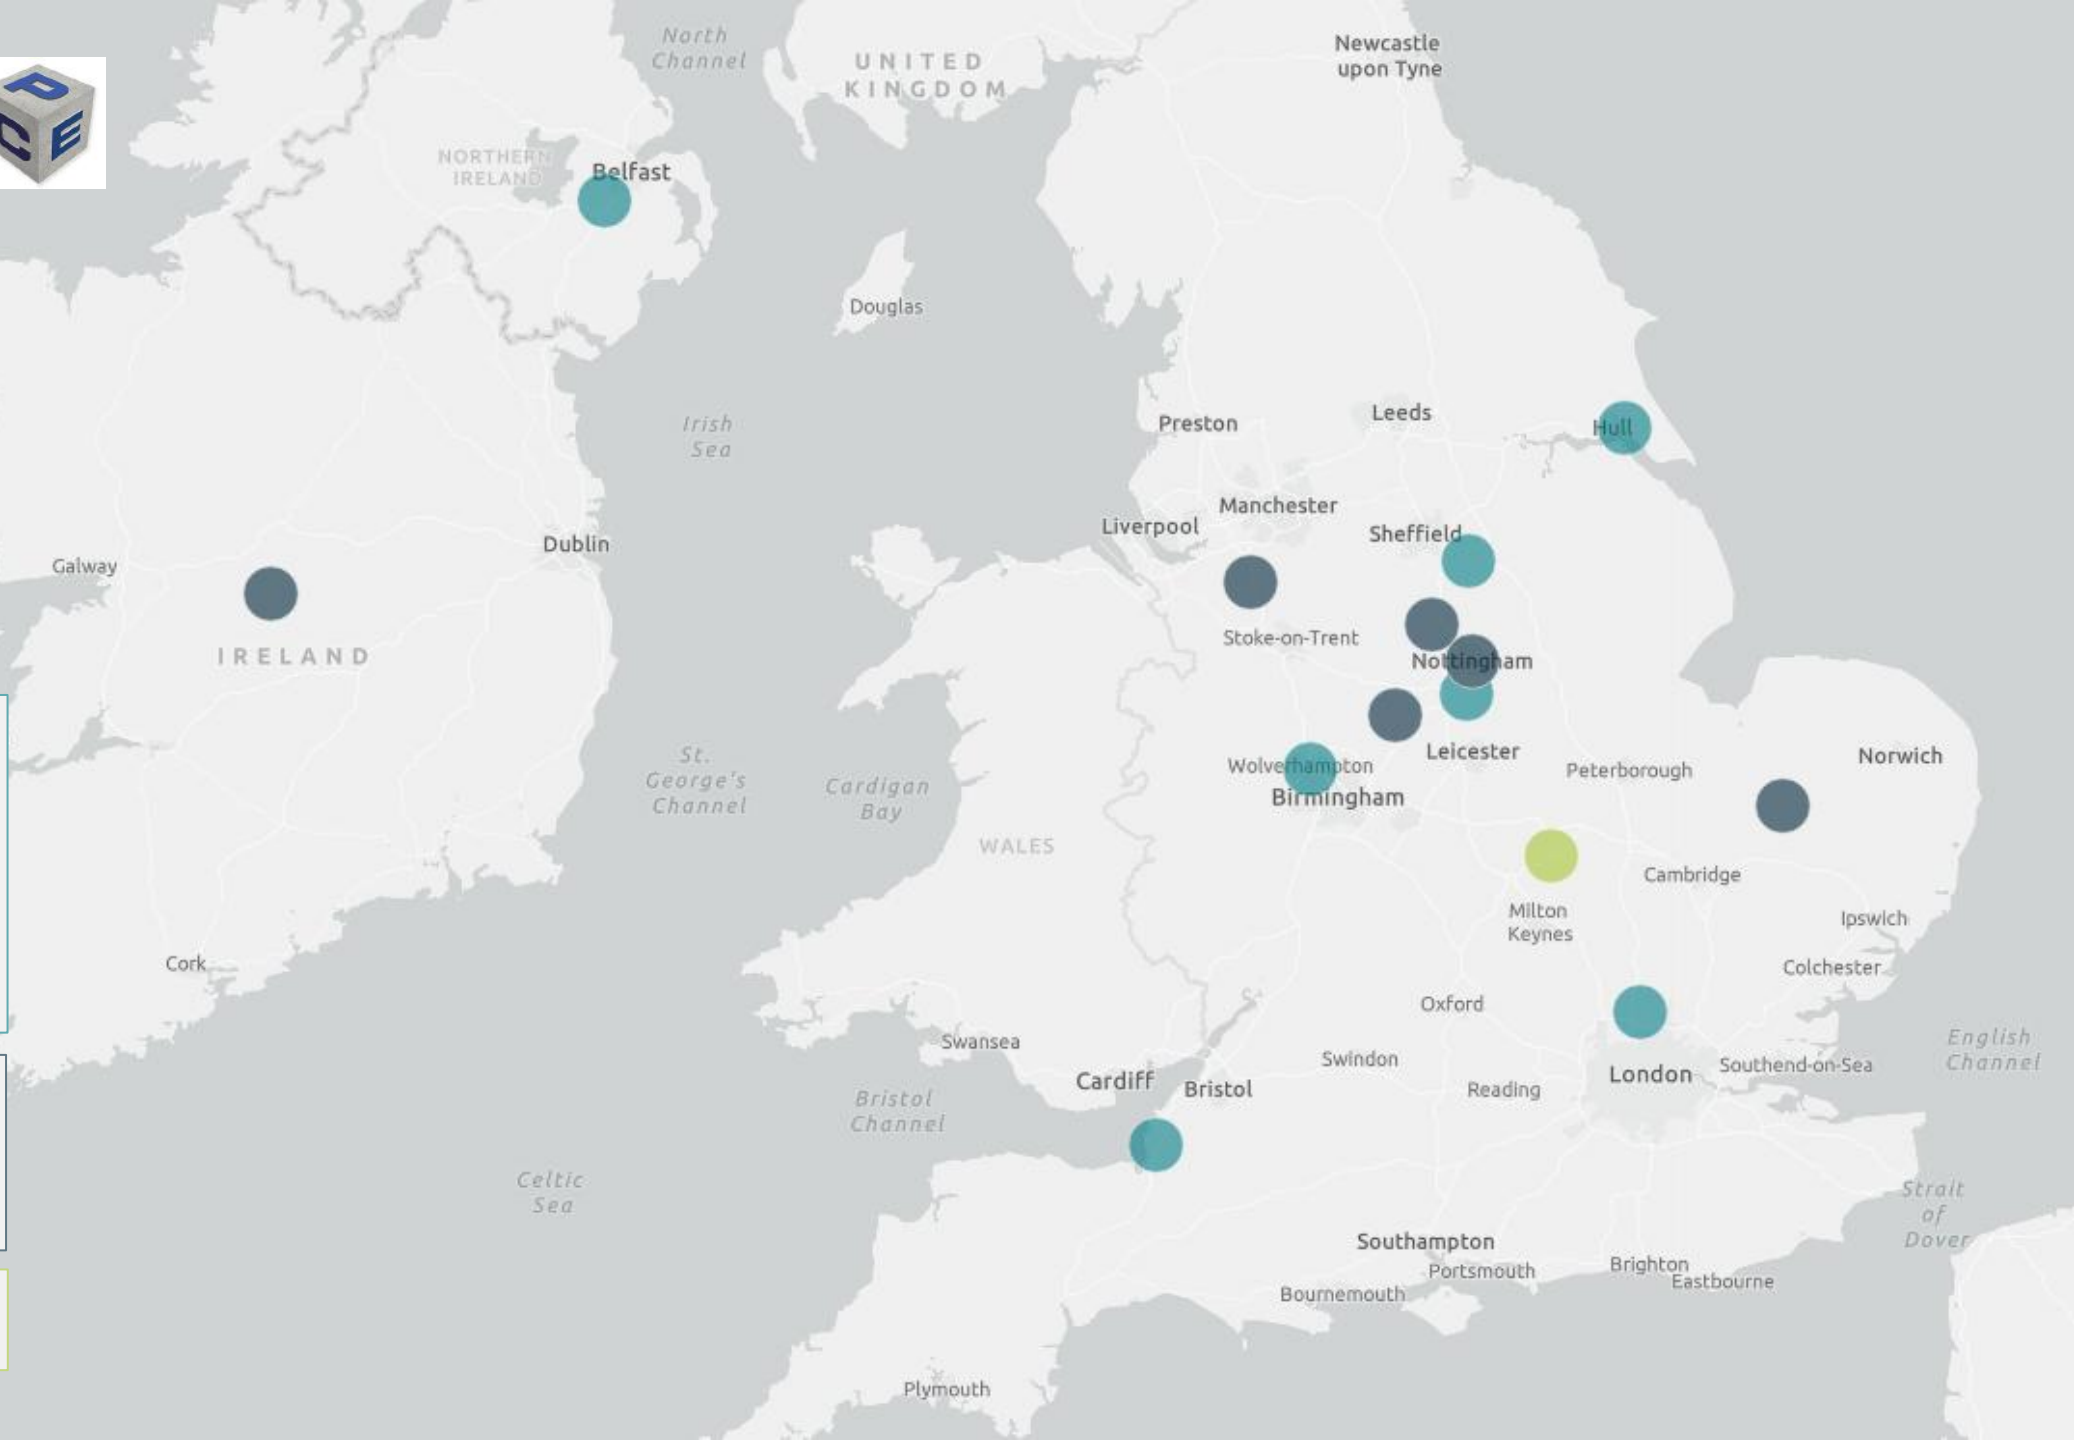 North
Channel
UNITED
KINGDOM
Newcastle
upon Tyne
P
C E
NORTHERN
IRELAND
Belfast
Douglas
Irish
Sea
Preston
Leeds
Hull
Manchester
Liverpool
Sheffield
Dublin
Galway
IRELAND
Stoke-on-Trent
Nottingham
Leicester
Wolverhampton
Birmingham
Peterborough
Norwich
St.
George's
Channel
Cardigan
Bay
WALES
Cambridge
Milton
Keynes
Ipswich
Cork
Colchester
Oxford
Swansea
Swindon
English
Channel
Cardiff
Bristol
Reading
London
Southend-on-Sea
Bristol
Channel
Celtic
Sea
Strait
of
Dover
Southampton
Portsmouth
Brighton
Eastbourne
Bournemouth
Plymouth